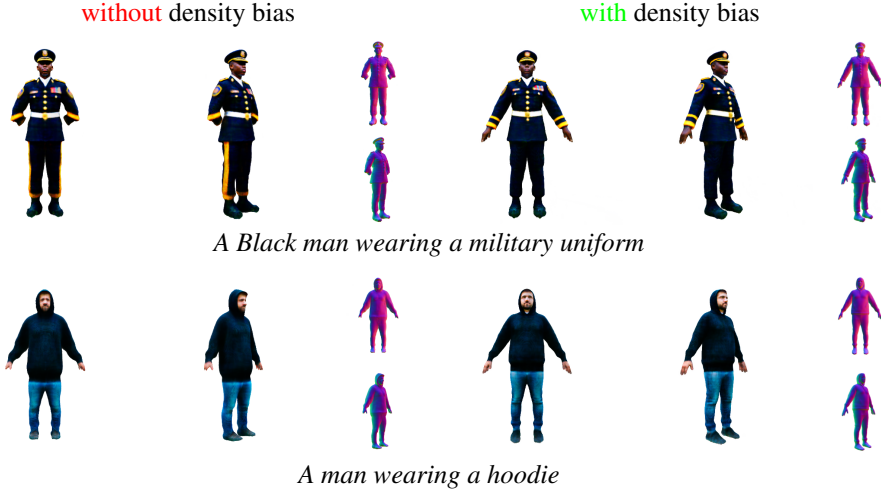 without density bias
with density bias
A Black man wearing a military uniform
A man wearing a hoodie